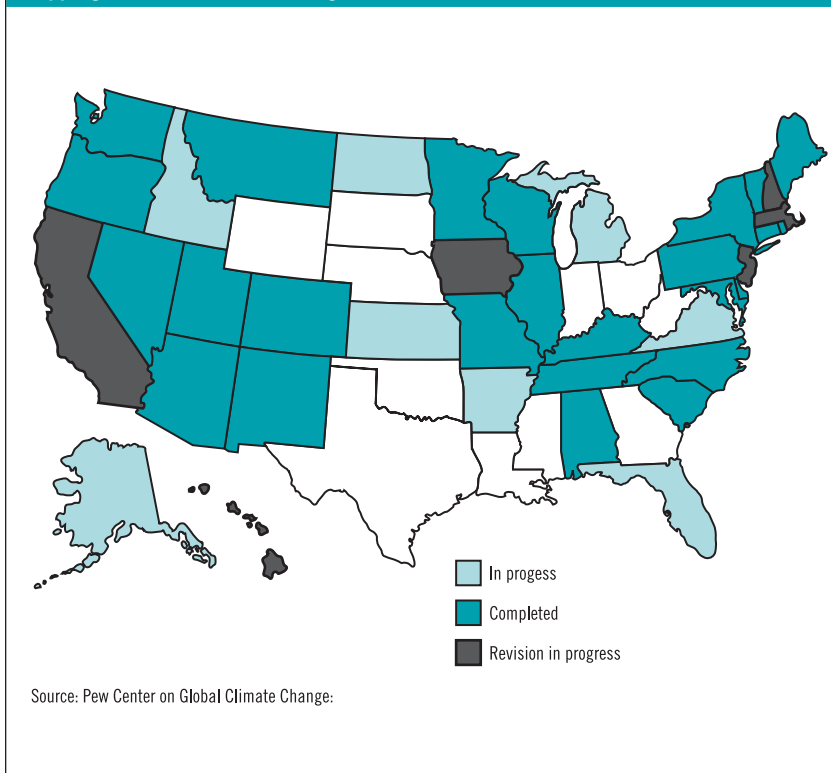 In progess
Completed
Revision in progress
Source: Pew Center on Global Climate Change: